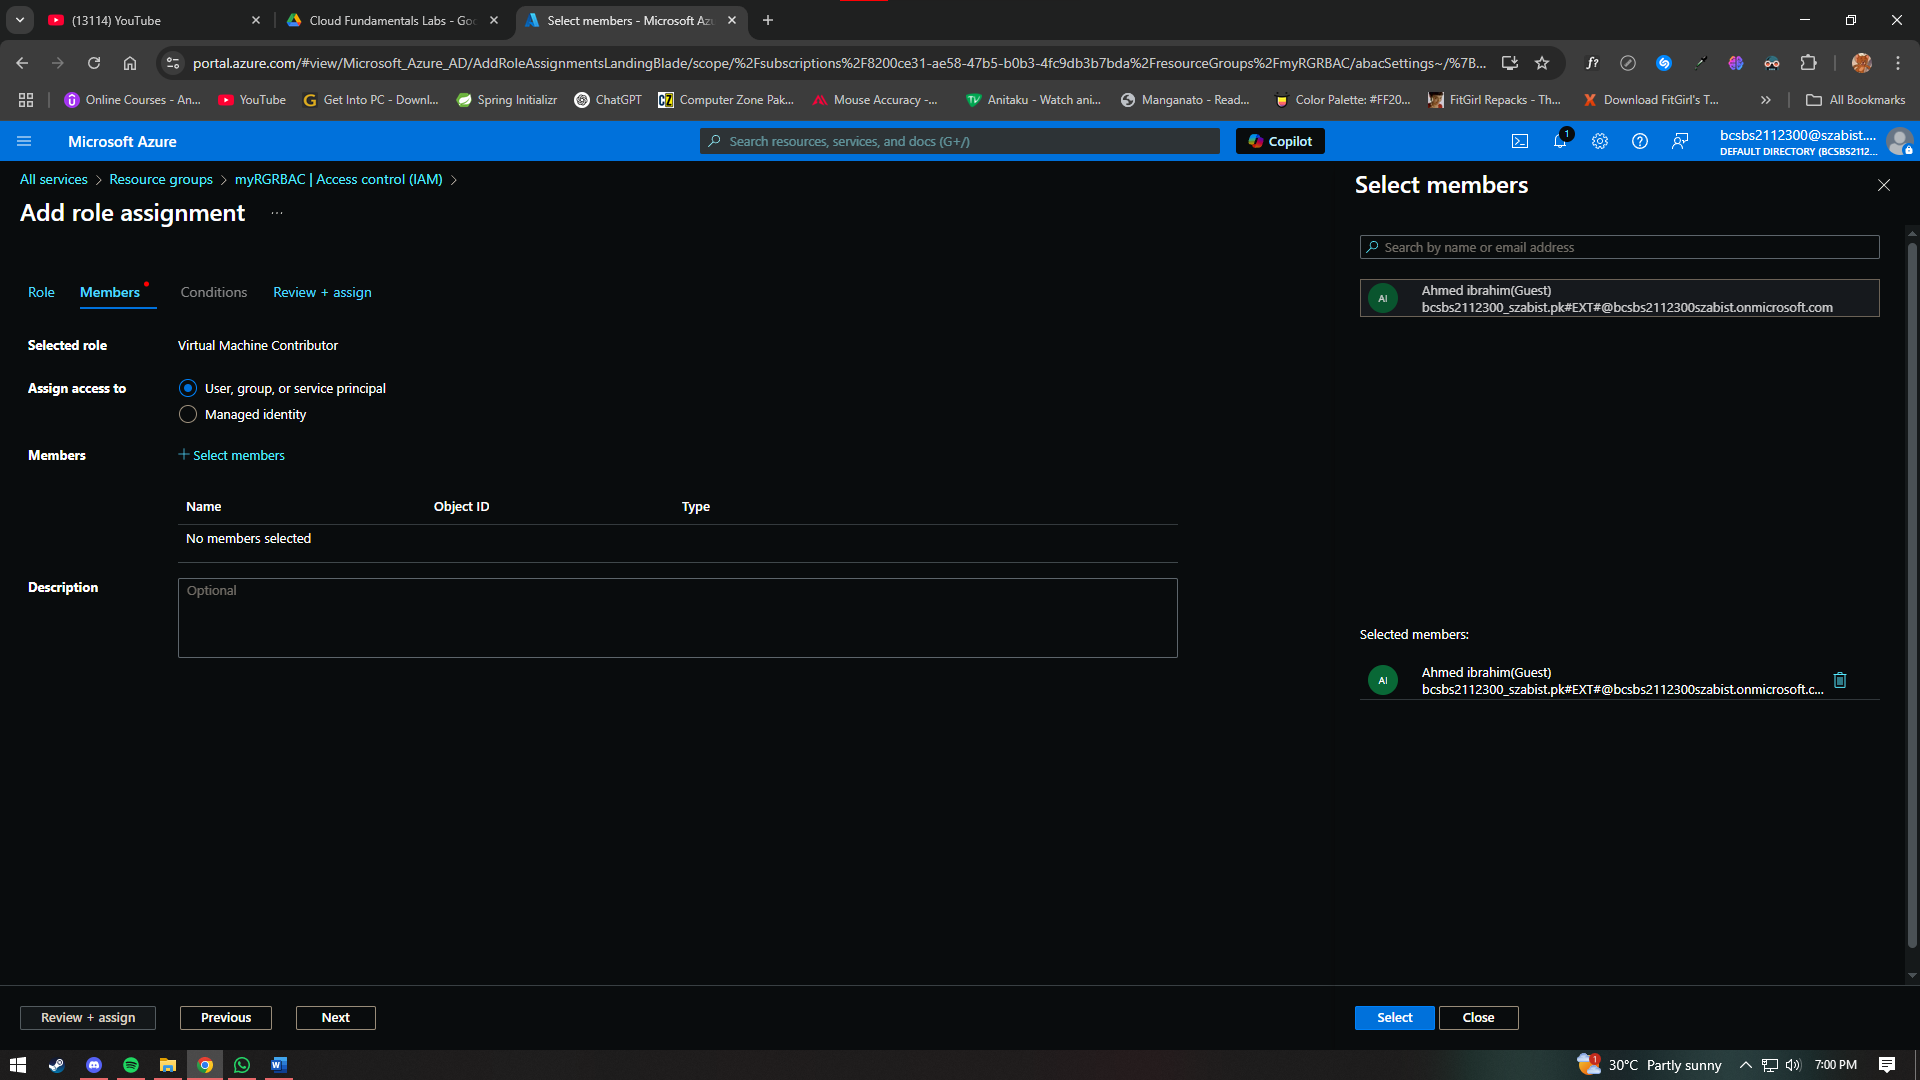 (13114) YouTube
Cloud Fundamentals Labs - Goo
Select members - Microsoft Azu
portal.azure.com/#view/Microsoft_Azure_AD/AddRoleAssignmentsLandingBlade/scope/%2Fsubscriptions%2F8200ce31-ae58-47b5-b0b3-4fc9db3b7bda%2FresourceGroups%2FmyRGRBAC/abacSettings~/%7B...
f?
Online Courses - An...
YouTube
Get Into PC - Downl...
Spring Initializr
ChatGPT
CZ
Computer Zone Pak...
Mouse Accuracy -...
Anitaku - Watch ani...
Manganato - Read...
Color Palette: #FF20...
FitGirl Repacks - Th...
Download FitGirl's T...
All Bookmarks
Microsoft Azure
Search resources, services, and docs (G+/)
Copilot
1
bcsbs2112300@szabist....
DEFAULT DIRECTORY (BCSBS2112...
All services > Resource groups > myRGRBAC | Access control (IAM) >
Add role assignment ...
Role
Members
Conditions
Review + assign
Selected role
Virtual Machine Contributor
Assign access to
User, group, or service principal
Managed identity
Members
+ Select members
Name
Object ID
Type
No members selected
Description
Optional
Review + assign
Previous
Next
Select members
Search by name or email address
AI
Ahmed ibrahim(Guest)
bcsbs2112300_szabist.pk#EXT#@bcsbs2112300szabist.onmicrosoft.com
Selected members:
AI
Ahmed ibrahim(Guest)
bcsbs2112300_szabist.pk#EXT#@bcsbs2112300szabist.onmicrosoft.c...
Select
Close
1
30°C Partly sunny
7:00 PM